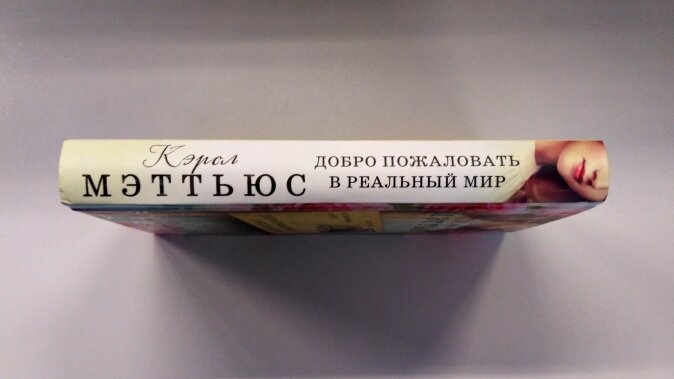 Кэрол
МЭТТЬЮС
ДОБРО ПОЖАЛОВАТЬ
В РЕАЛЬНЫЙ МИР